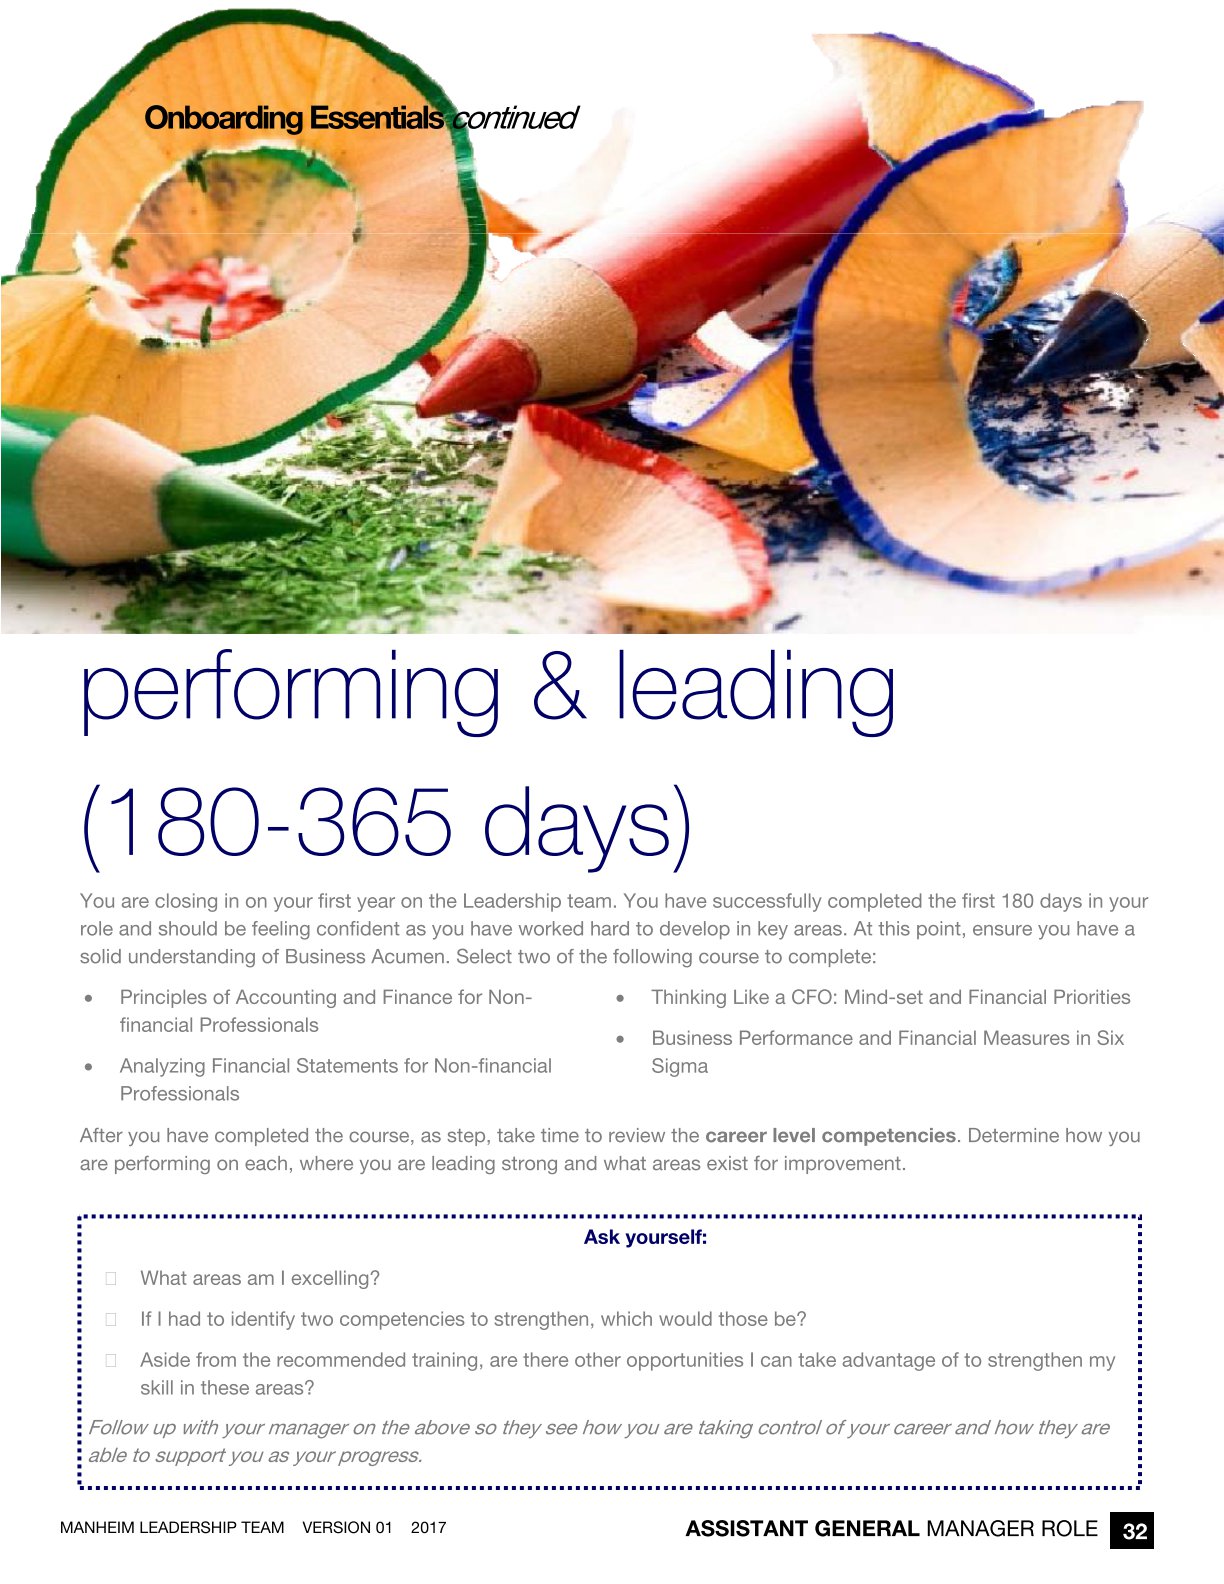 Onboarding Essentials continued
performing & leading
(180-365 days)
You are closing in on your first year on the Leadership team. You have successfully completed the first 180 days in your
role and should be feeling confident as you have worked hard to develop in key areas. At this point, ensure you have a
solid understanding of Business Acumen. Select two of the following course to complete:
• Principles of Accounting and Finance for Non-
financial Professionals
• Analyzing Financial Statements for Non-financial
Professionals
• Thinking Like a CFO: Mind-set and Financial Priorities
• Business Performance and Financial Measures in Six
Sigma
After you have completed the course, as step, take time to review the career level competencies. Determine how you
are performing on each, where you are leading strong and what areas exist for improvement.
Ask yourself:
What areas am I excelling?
If I had to identify two competencies to strengthen, which would those be?
Aside from the recommended training, are there other opportunities I can take advantage of to strengthen my
skill in these areas?
Follow up with your manager on the above so they see how you are taking control of your career and how they are
able to support you as your progress.
MANHEIM LEADERSHIP TEAM VERSION 01 2017
ASSISTANT GENERAL MANAGER ROLE 32